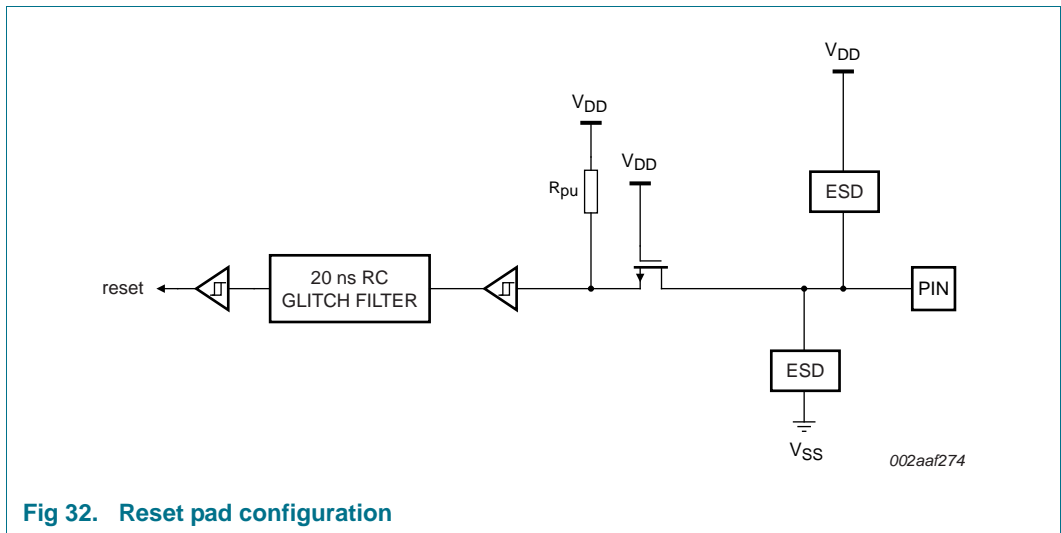 VDD
VDD
VDD
Rpu
ESD
reset
20 ns RC
GLITCH FILTER
PIN
ESD
VSS
002aaf274
Fig 32. Reset pad configuration